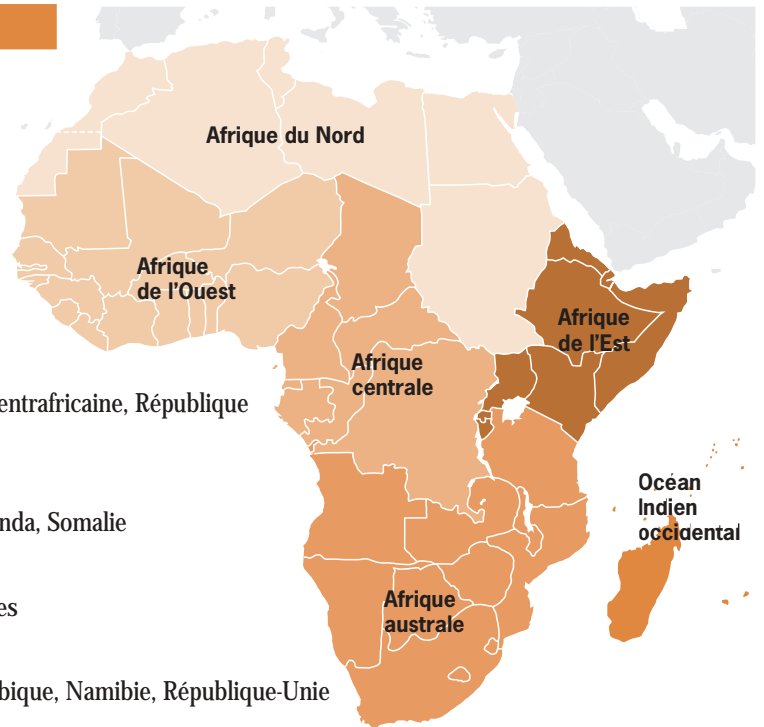 Afrique du Nord
Afrique
de l'Ouest
Afrique
de l'Est
Afrique
centrale
entrafricaine, République
Océan
Indien
occidental
nda, Somalie
Afrique
australe
es
bique, Namibie, République-Unie